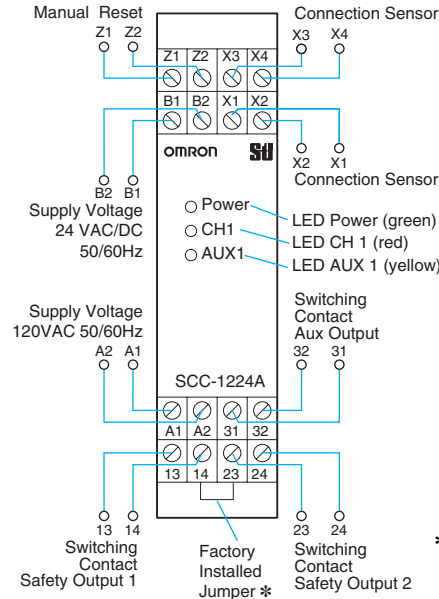 Manual Reset
Z1 Z2
Connection Sensor
X3 X4
Z1 Z2 X3 X4
B1 B2 X1 X2
OMRON Sti
B2 B1
Supply Voltage
24 VAC/DC
50/60Hz
X2 X1
Connection Sensor
Power
CH1
AUX1
LED Power (green)
LED CH 1 (red)
LED AUX 1 (yellow)
Supply Voltage
120VAC 50/60Hz
A2 A1
Switching
Contact
Aux Output
32 31
SCC-1224A
A1 A2 31 32
13 14 23 24
13 14
Switching
Contact
Safety Output 1
Factory
Installed
Jumper *
23 24
Switching
Contact
Safety Output 2
*